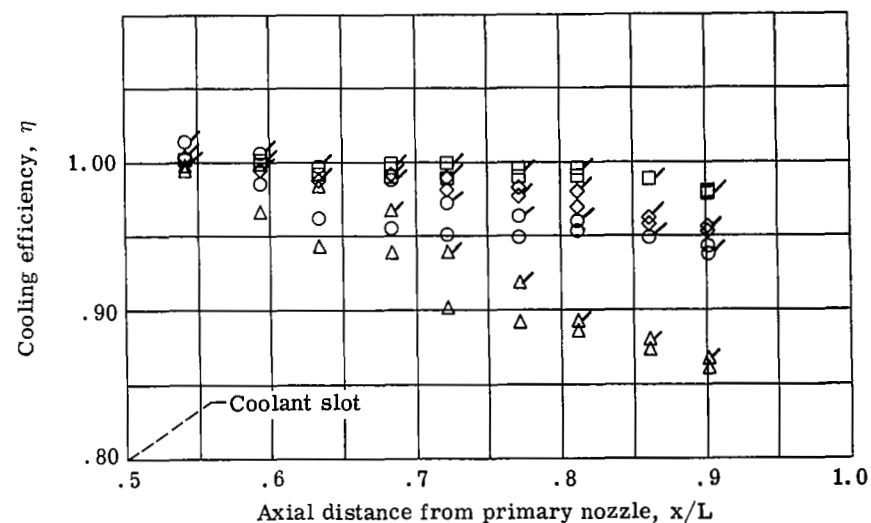 Cooling efficiency, η
1.00
.90
.80
Coolant slot
.5 .6 .7 .8 .9 1.0
Axial distance from primary nozzle, x/L